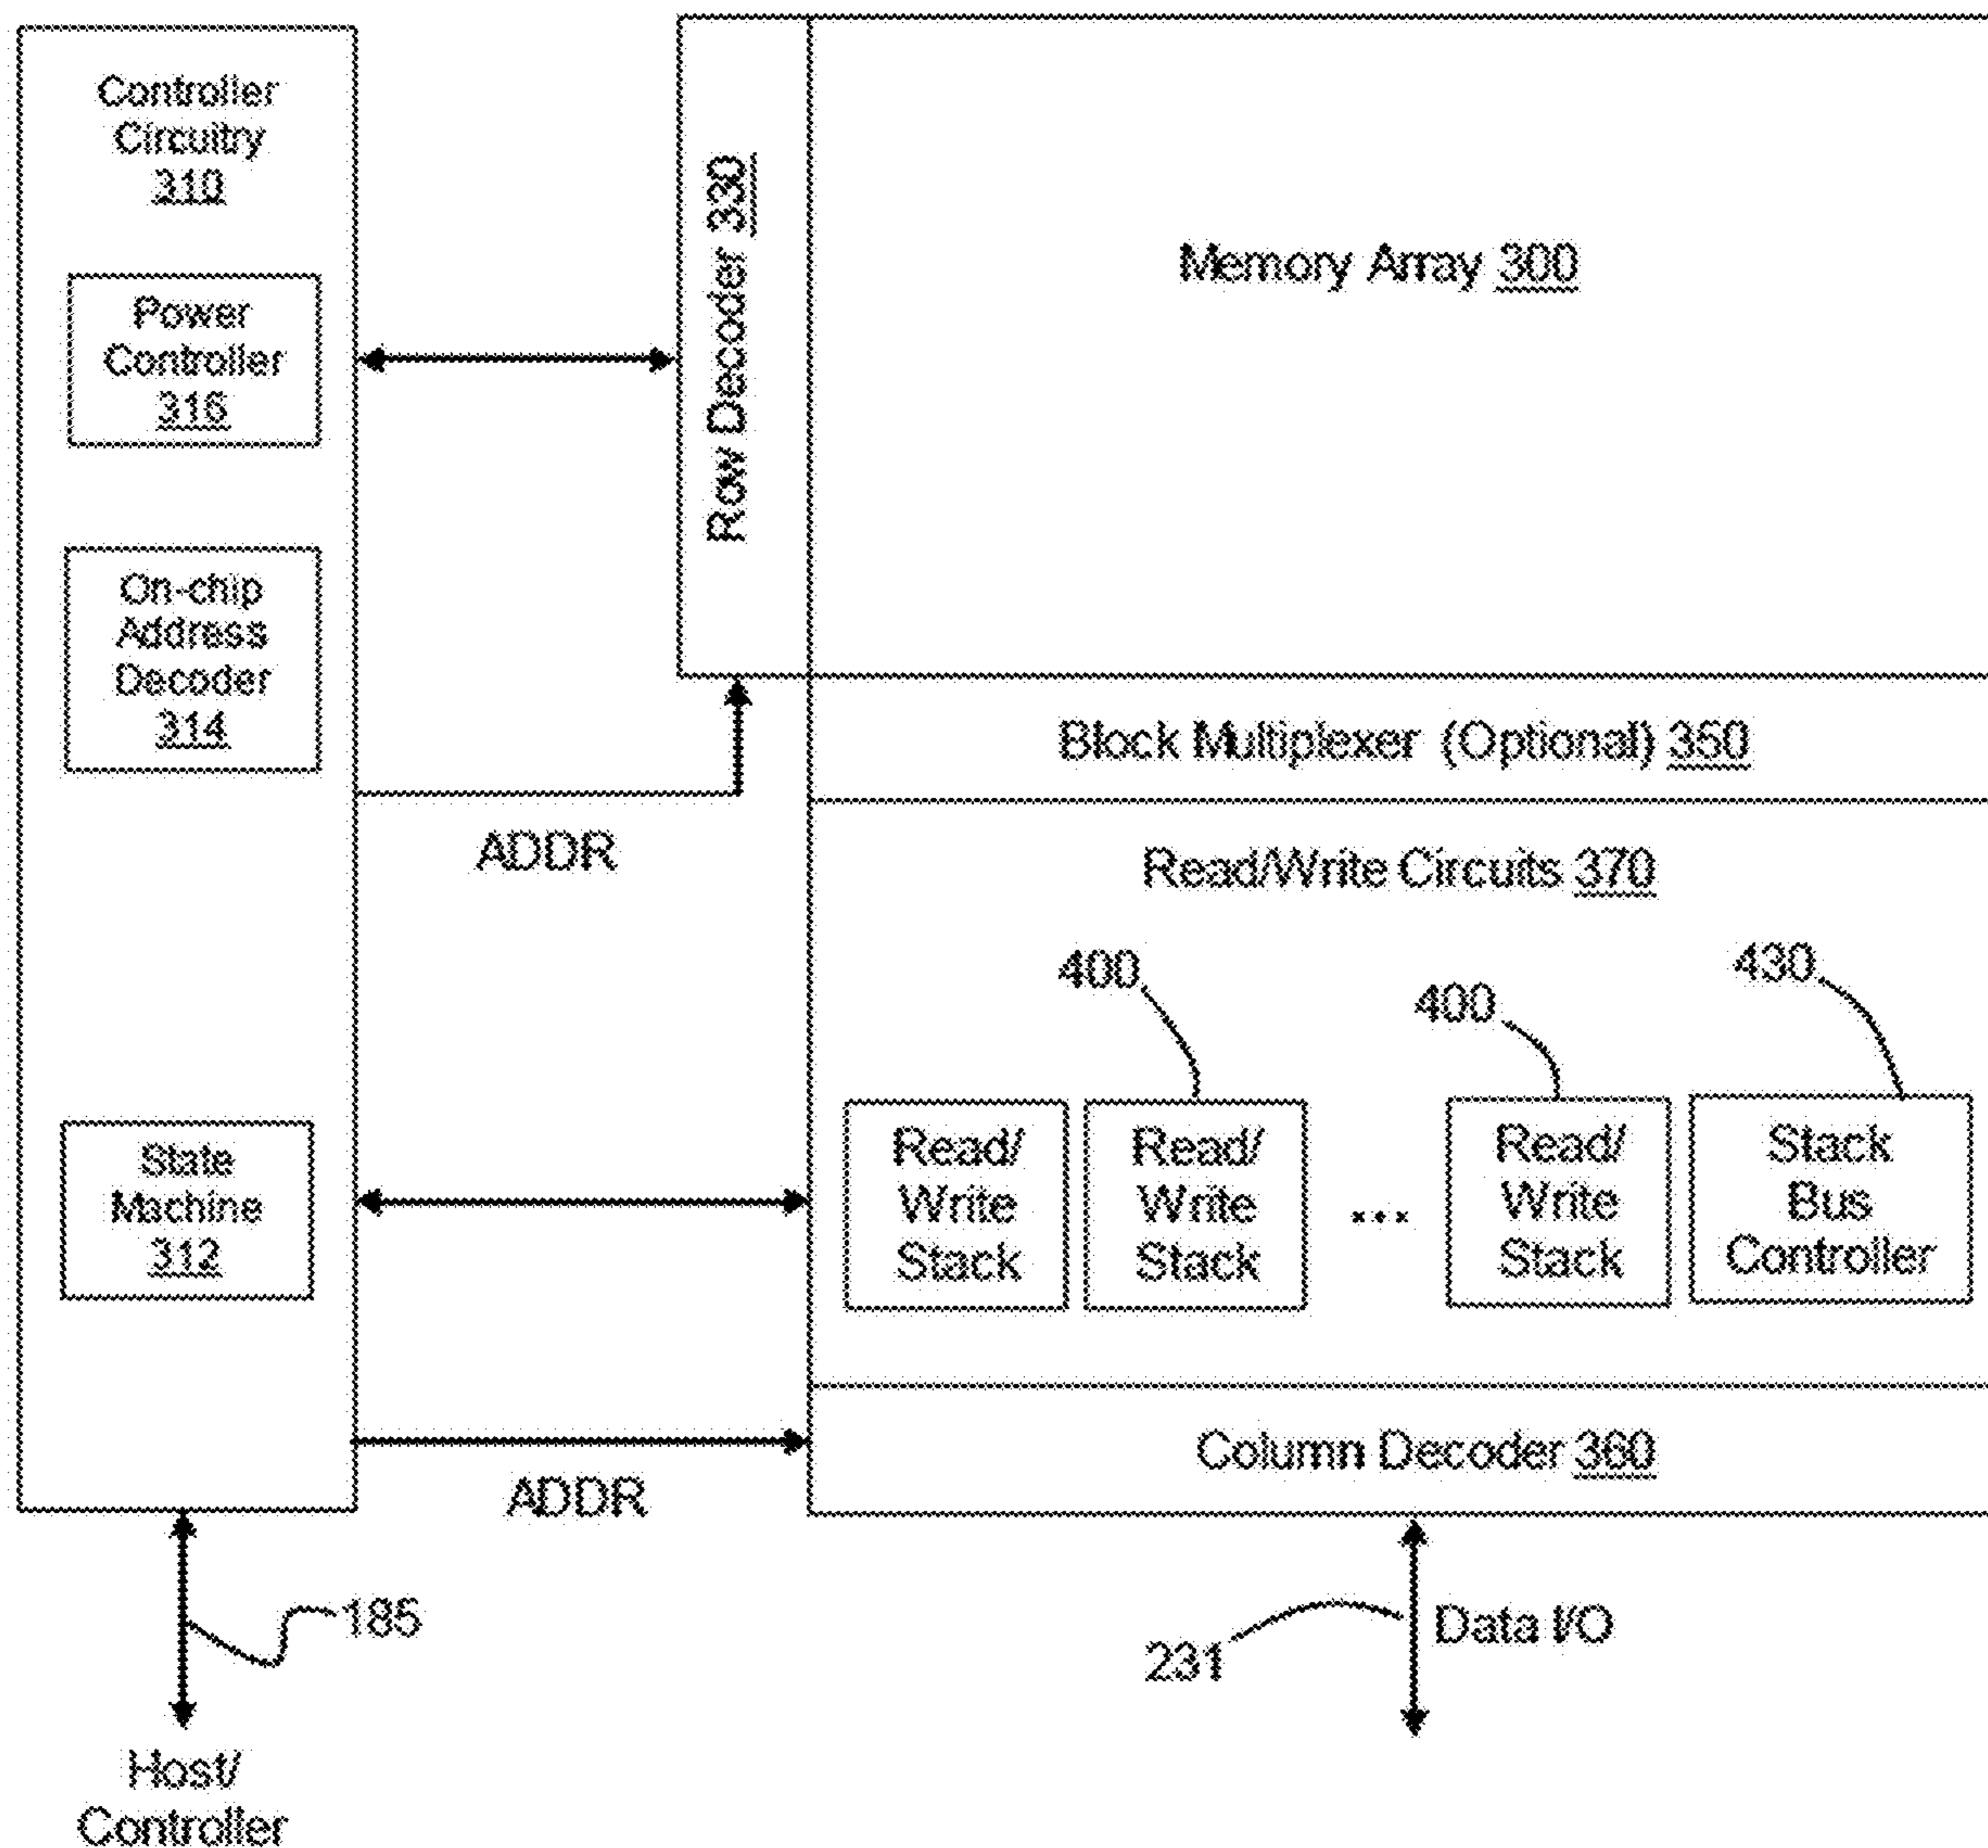 Controller
Circuitry
310
Power
Controller
316
On-chip
Address
Decoder
314
State
Machine
312
Row Decoder 330
Memory Array 300
Block Multiplexer (Optional) 350
ADDR
Read/Write Circuits 370
400
400
430
Read/
Write
Stack
Read/
Write
Stack
...
Read/
Write
Stack
Stack
Bus
Controller
Column Decoder 360
ADDR
185
231
Data I/O
Host/
Controller